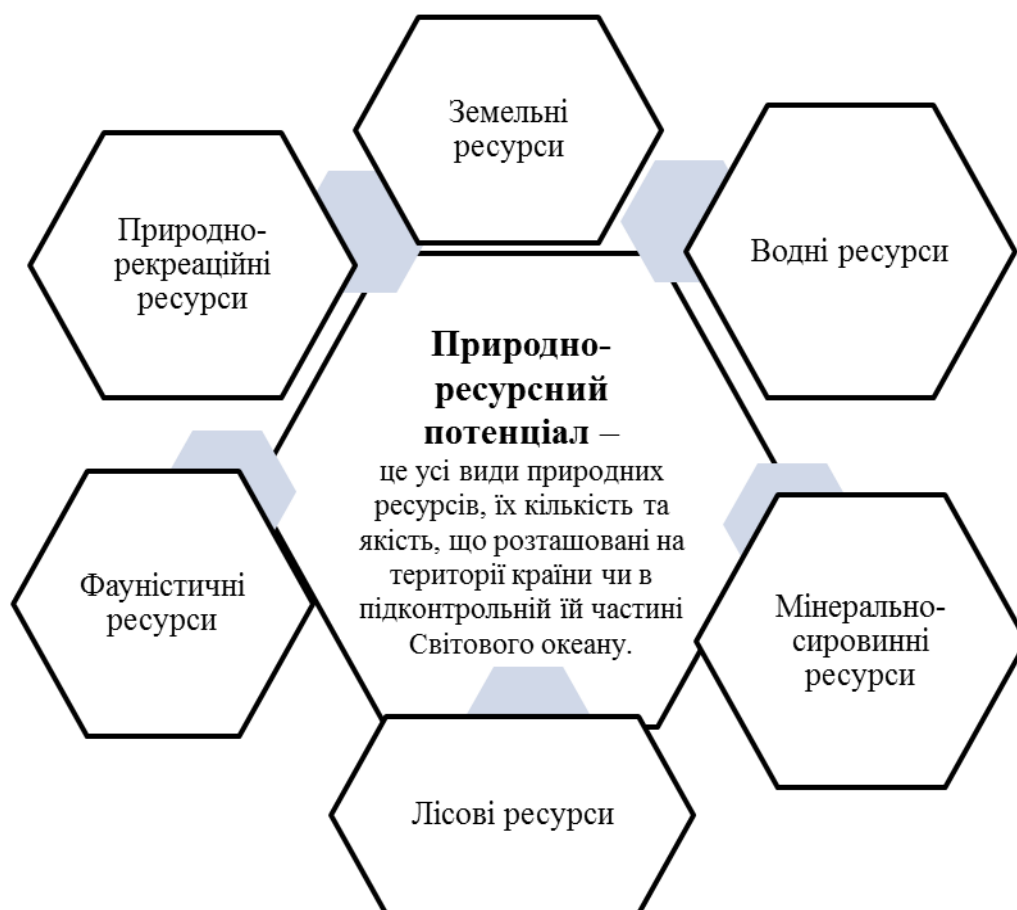 Земельні
ресурси
Природно-
рекреаційні
ресурси
Водні ресурси
Природно-
ресурсний
потенціал –
це усі види природних
ресурсів, їх кількість та
якість, що розташовані на
території країни чи в
підконтрольній їй частині
Світового океану.
Фауністичні
ресурси
Мінерально-
сировинні
ресурси
Лісові ресурси